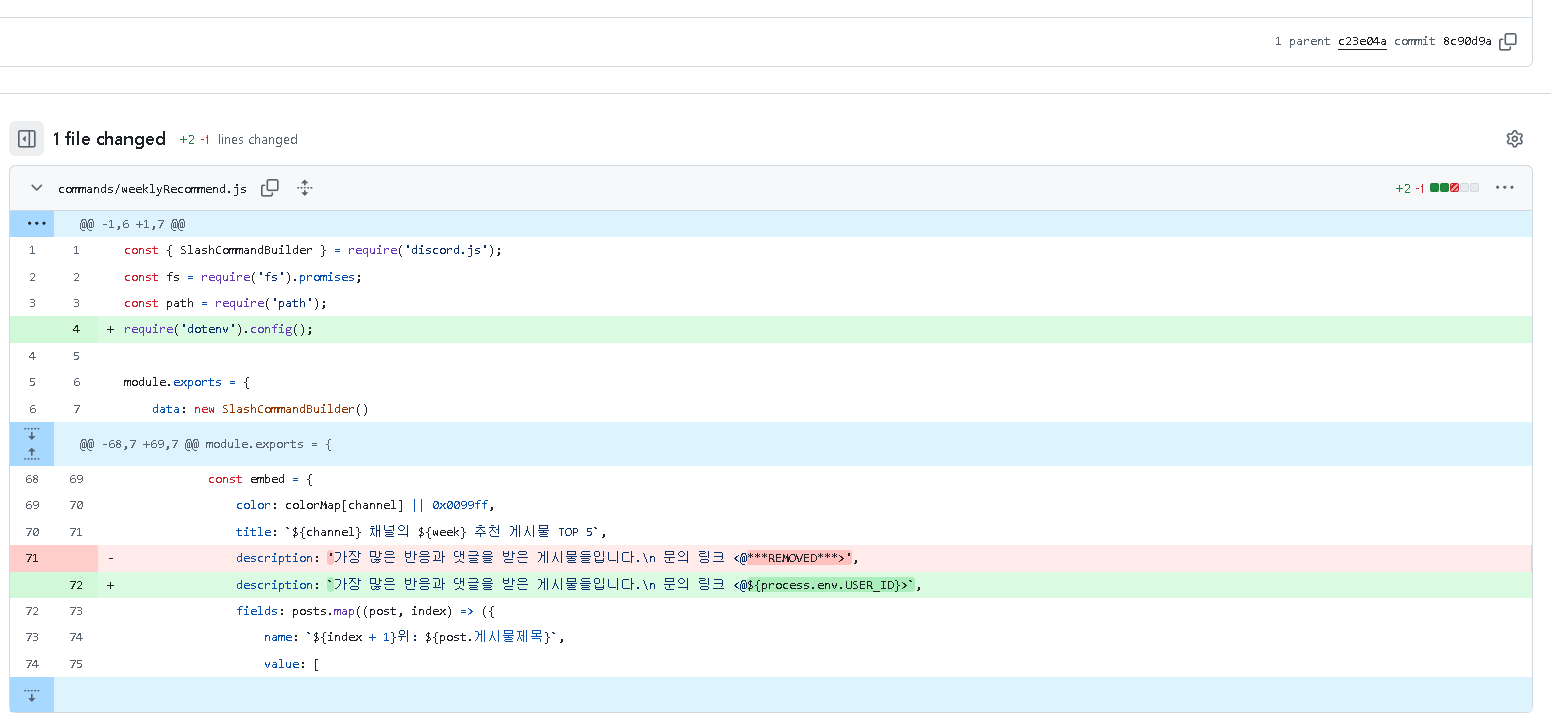 1 parent c23e04a commit 8c90d9a
1 file changed +2 -1 lines changed
commands/weeklyRecommend.js +2 -1
@@ -1,6 +1,7 @@
1 1 const { SlashCommandBuilder } = require('discord.js');
2 2 const fs = require('fs').promises;
3 3 const path = require('path');
4 + require('dotenv').config();
4 5
5 6 module.exports = {
6 7 data: new SlashCommandBuilder()
@@ -68,7 +69,7 @@ module.exports = {
68 69 const embed = {
69 70 color: colorMap[channel] || 0x0099ff,
70 71 title: `${channel} 채널의 ${week} 추천 게시물 TOP 5`,
71 - description: '가장 많은 반응과 댓글을 받은 게시물들입니다.\n 문의 링크 <@***REMOVED***>',
72 + description: `가장 많은 반응과 댓글을 받은 게시물들입니다.\n 문의 링크 <@${process.env.USER_ID}>`,
72 73 fields: posts.map((post, index) => ({
73 74 name: `${index + 1}위: ${post.게시물제목}`,
74 75 value: [